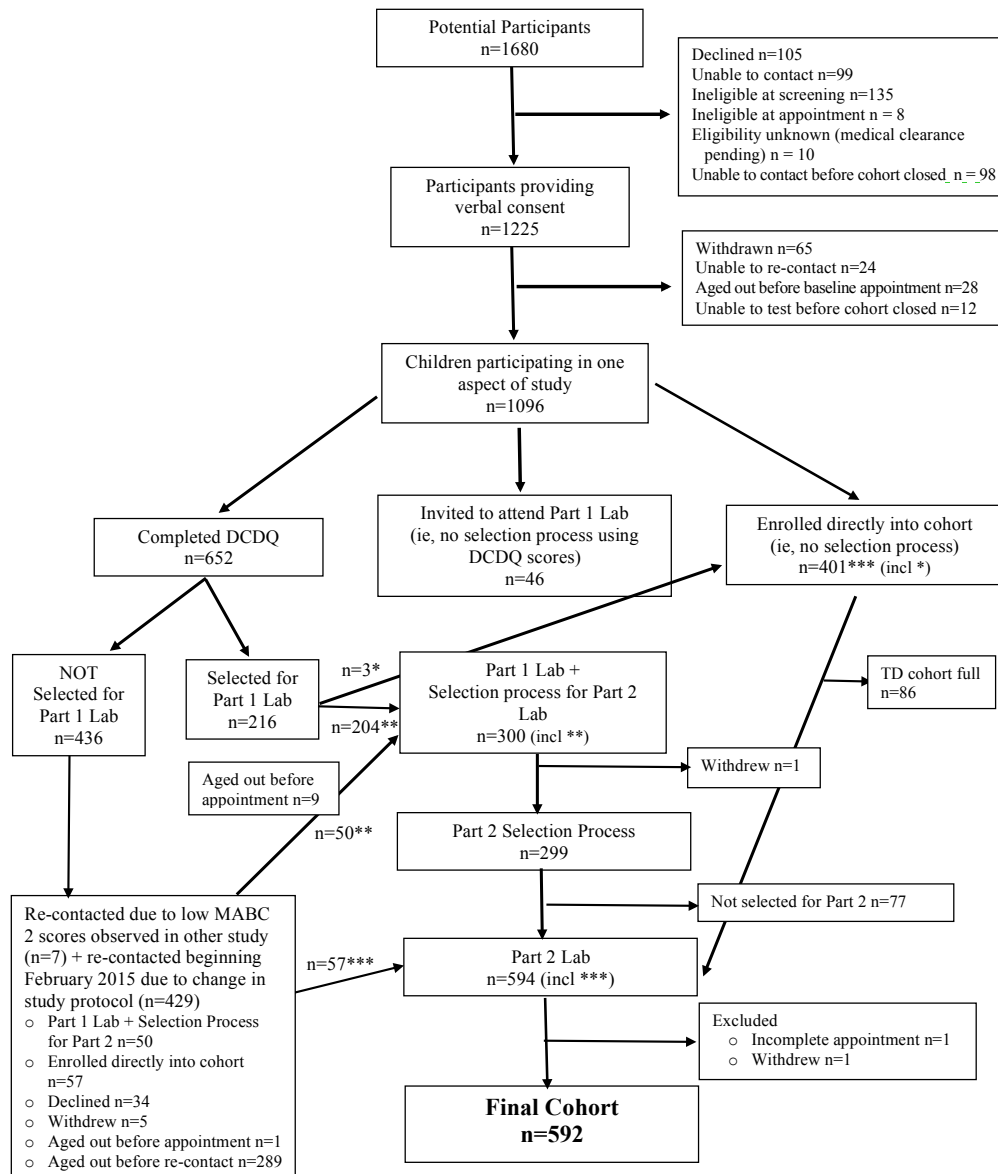 Potential Participants
n=1680
Declined n=105
Unable to contact n=99
Ineligible at screening n=135
Ineligible at appointment n = 8
Eligibility unknown (medical clearance
pending) n = 10
Unable to contact before cohort closed n = 98
Participants providing
verbal consent
n=1225
Withdrawn n=65
Unable to re-contact n=24
Aged out before baseline appointment n=28
Unable to test before cohort closed n=12
Children participating in one
aspect of study
n=1096
Completed DCDQ
n=652
Invited to attend Part 1 Lab
(ie, no selection process using
DCDQ scores)
n=46
Enrolled directly into cohort
(ie, no selection process)
n=401*** (incl *)
NOT
Selected for
Part 1 Lab
n=436
Selected for
Part 1 Lab
n=216
n=3*
n=204**
Part 1 Lab +
Selection process for Part 2
Lab
n=300 (incl **)
TD cohort full
n=86
Aged out before
appointment n=9
Withdrew n=1
n=50**
Part 2 Selection Process
n=299
Not selected for Part 2 n=77
Re-contacted due to low MABC
2 scores observed in other study
(n=7) + re-contacted beginning
February 2015 due to change in
study protocol (n=429)
o Part 1 Lab + Selection Process
for Part 2 n=50
o Enrolled directly into cohort
n=57
o Declined n=34
o Withdrew n=5
o Aged out before appointment n=1
o Aged out before re-contact n=289
n=57***
Part 2 Lab
n=594 (incl ***)
Excluded
o Incomplete appointment n=1
o Withdrew n=1
Final Cohort
n=592